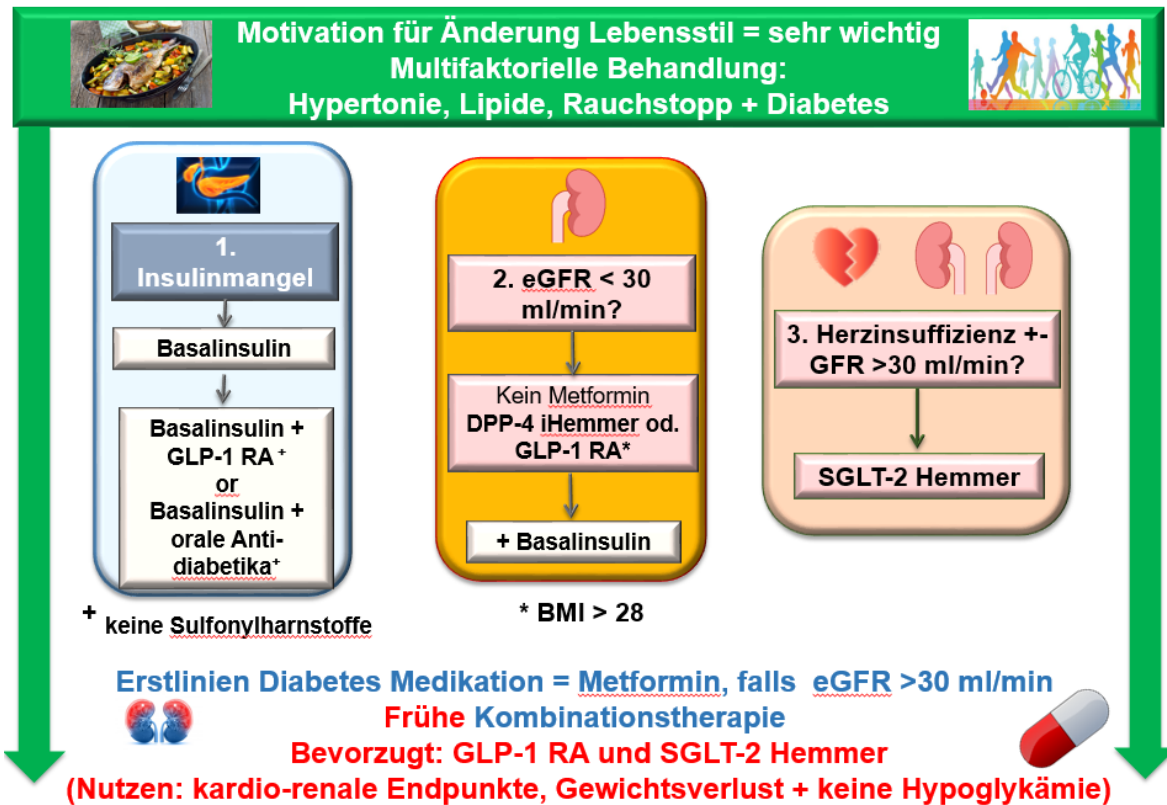 Motivation für Änderung Lebensstil = sehr wichtig
Multifaktorielle Behandlung:
Hypertonie, Lipide, Rauchstopp + Diabetes
1.
Insulinmangel
Basalinsulin
Basalinsulin +
GLP-1 RA +
or
Basalinsulin +
orale Anti-
diabetika+
+ keine Sulfonylharnstoffe
2. eGFR < 30
ml/min?
Kein Metformin
DPP-4 iHemmer od.
GLP-1 RA*
+ Basalinsulin
* BMI > 28
3. Herzinsuffizienz +-
GFR >30 ml/min?
SGLT-2 Hemmer
Erstlinien Diabetes Medikation = Metformin, falls eGFR >30 ml/min
Frühe Kombinationstherapie
Bevorzugt: GLP-1 RA und SGLT-2 Hemmer
(Nutzen: kardio-renale Endpunkte, Gewichtsverlust + keine Hypoglykämie)